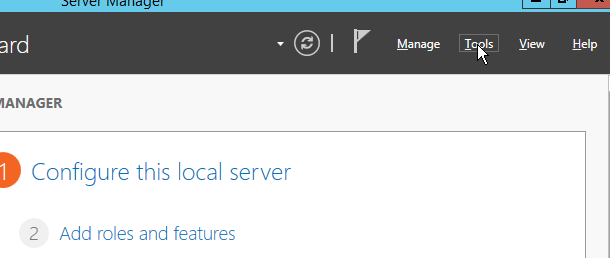 Server Manager
ard
Manage Tools View Help
MANAGER
1 Configure this local server
2 Add roles and features